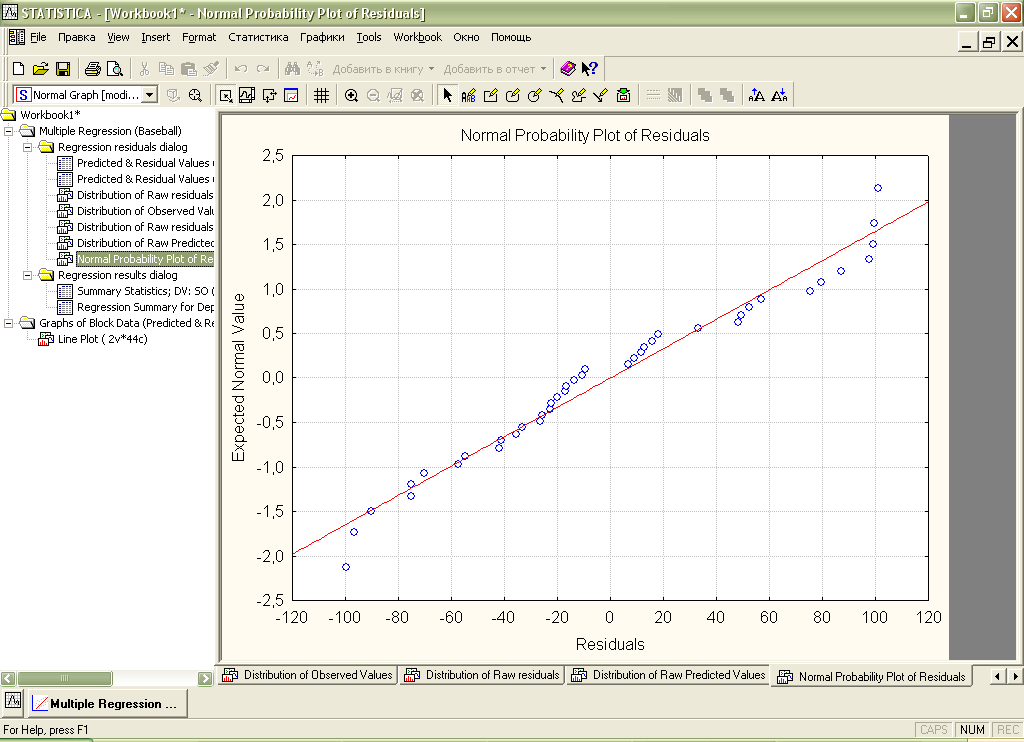 STATISTICA - [Workbook1* - Normal Probability Plot of Residuals]
File Правка View Insert Format Статистика Графики Tools Workbook Окно Помощь
Добавить в книгу Добавить в отчет
Normal Graph [modi...
Workbook1*
Multiple Regression (Baseball)
Regression residuals dialog
Predicted & Residual Values
Predicted & Residual Values
Distribution of Raw residuals
Distribution of Observed Valu
Distribution of Raw residuals
Distribution of Raw Predicted
Normal Probability Plot of Re
Regression results dialog
Summary Statistics; DV: SO (
Regression Summary for Dep
Graphs of Block Data (Predicted & Re
Line Plot ( 2v*44c)
Normal Probability Plot of Residuals
2,5
2,0
1,5
1,0
0,5
0,0
-0,5
-1,0
-1,5
-2,0
-2,5
Expected Normal Value
-120 -100 -80 -60 -40 -20 0 20 40 60 80 100 120
Residuals
Distribution of Observed Values Distribution of Raw residuals Distribution of Raw Predicted Values Normal Probability Plot of Residuals
Multiple Regression ...
For Help, press F1 CAPS NUM REC